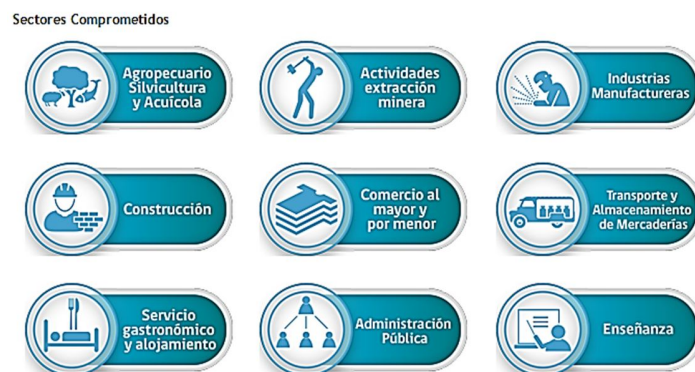 Sectores Comprometidos
Agropecuario
Silvicultura
y Acuícola
Actividades
extracción
minera
Industrias
Manufactureras
Construcción
Comercio al
mayor y
por menor
Transporte y
Almacenamiento
de Mercaderías
Servicio
gastronómico
y alojamiento
Administración
Pública
Enseñanza